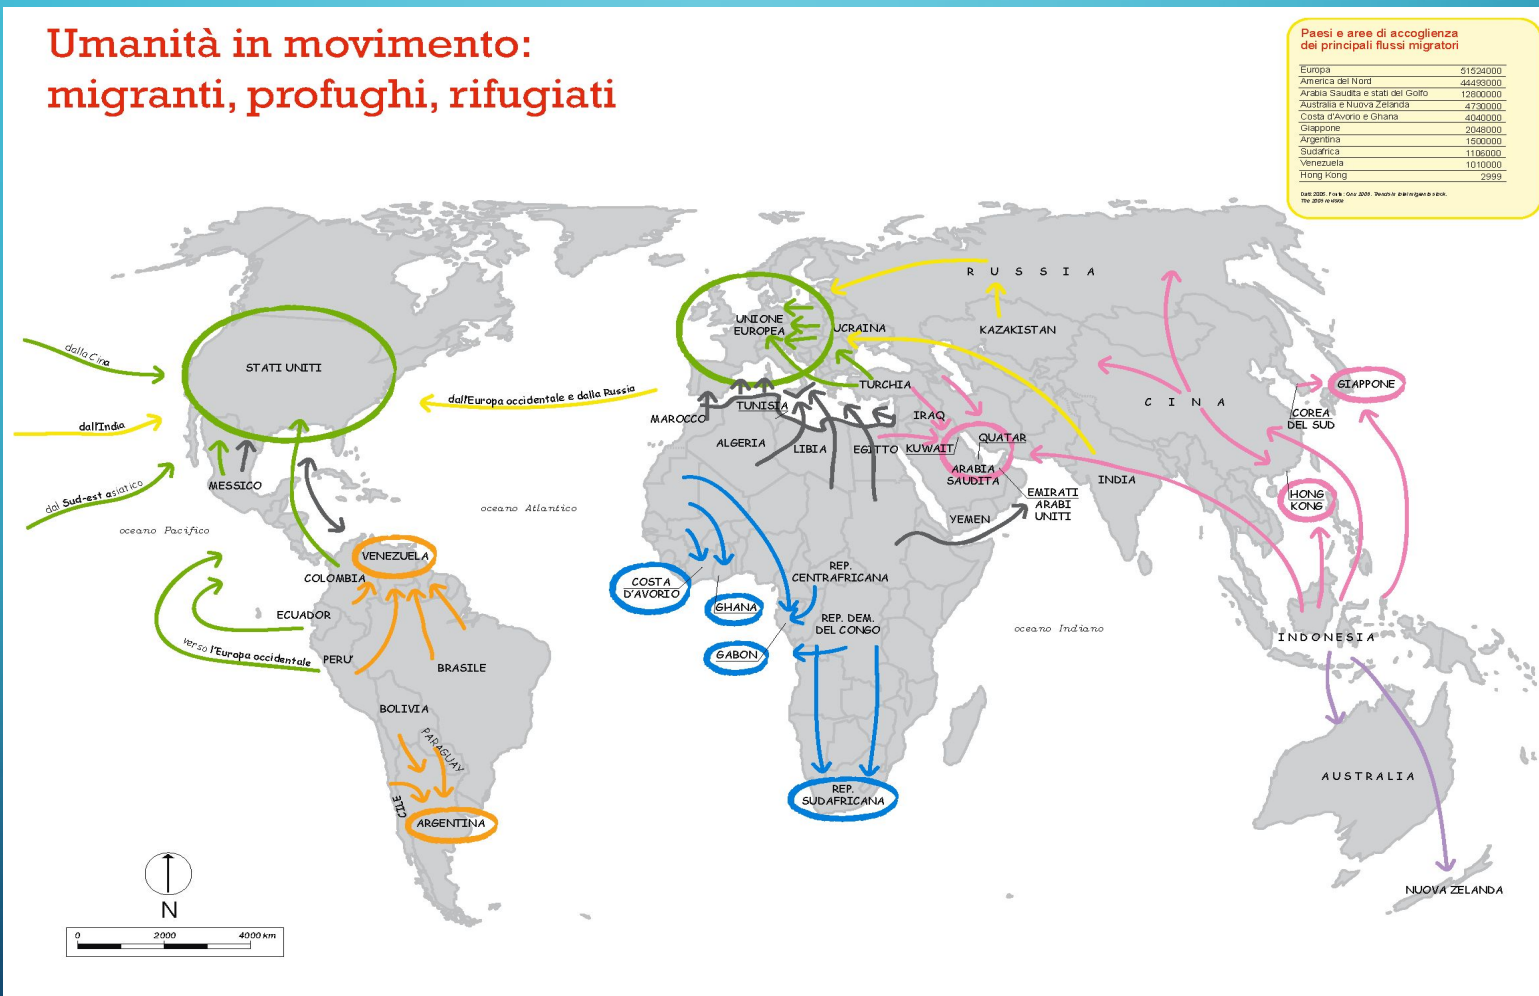 Umanità in movimento:
migranti, profughi, rifugiati
Paesi e aree di accoglienza
dei principali flussi migratori
Europa 51524000
America del Nord 44493000
Arabia Saudita e stati del Golfo 12800000
Australia e Nuova Zelanda 4730000
Costa d'Avorio e Ghana 4040000
Giappone 2048000
Argentina 1500000
Sudafrica 1106000
Venezuela 1010000
Hong Kong 2999
RUSSIA
UNIONE
EUROPEA
UCRAINA
KAZAKISTAN
dalla Cina
STATI UNITI
dall'Europa occidentale e dalla Russia
TURCHIA
GIAPPONE
CINA
COREA
DEL SUD
dall'India
MAROCCO
TUNISIA
IRAQ
ALGERIA
LIBIA
EGITTO
KUWAIT
QUATAR
ARABIA
SAUDITA
INDIA
MESSICO
dal Sud-est asiatico
EMIRATI
ARABI
UNITI
HONG
KONG
oceano Atlantico
YEMEN
oceano Pacifico
VENEZUELA
COLOMBIA
REP.
CENTRAFRICANA
COSTA
D'AVORIO
GHANA
ECUADOR
REP. DEM.
DEL CONGO
oceano Indiano
INDONESIA
verso l'Europa occidentale
PERU'
BRASILE
GABON
BOLIVIA
PARAGUAY
AUSTRALIA
CILE
ARGENTINA
REP.
SUDAFRICANA
NUOVA ZELANDA
N
0 2000 4000 km